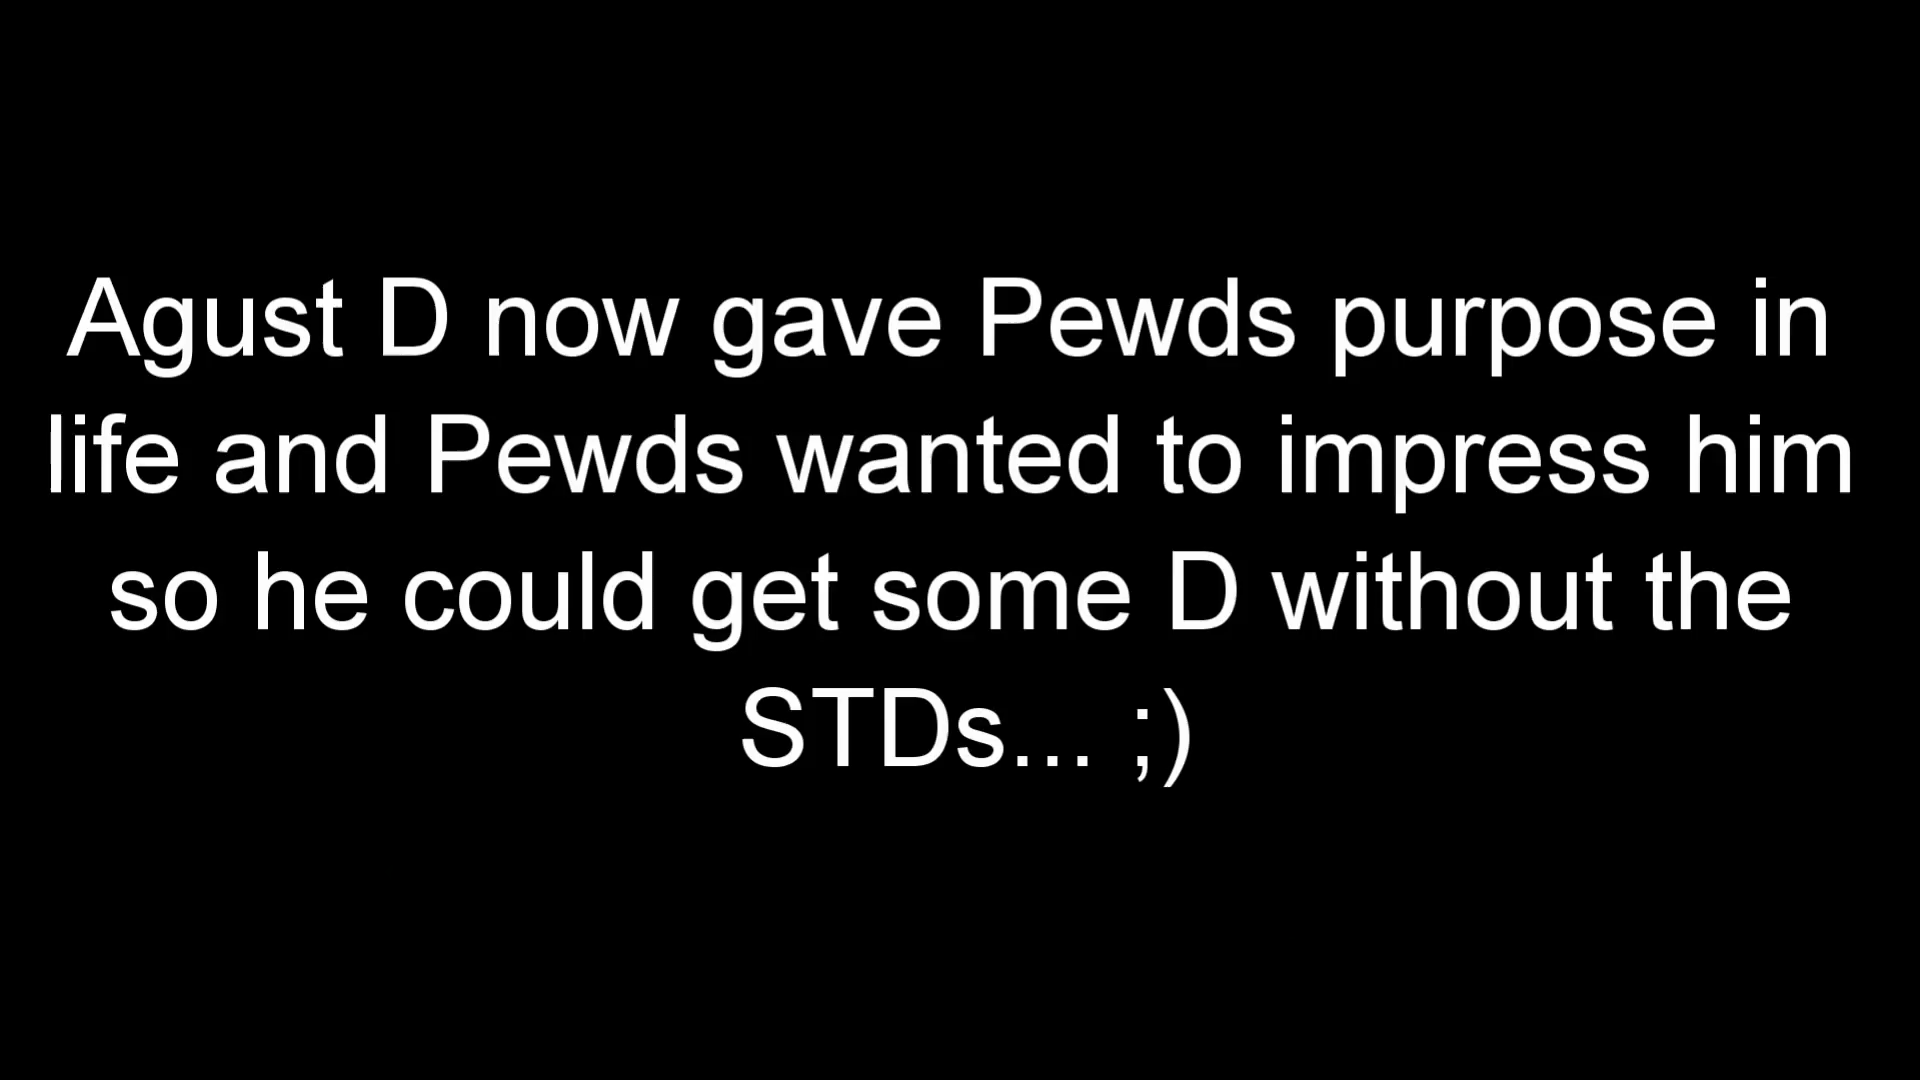 Agust D now gave Pewds purpose in
life and Pewds wanted to impress him
so he could get some D without the
STDs... ;)